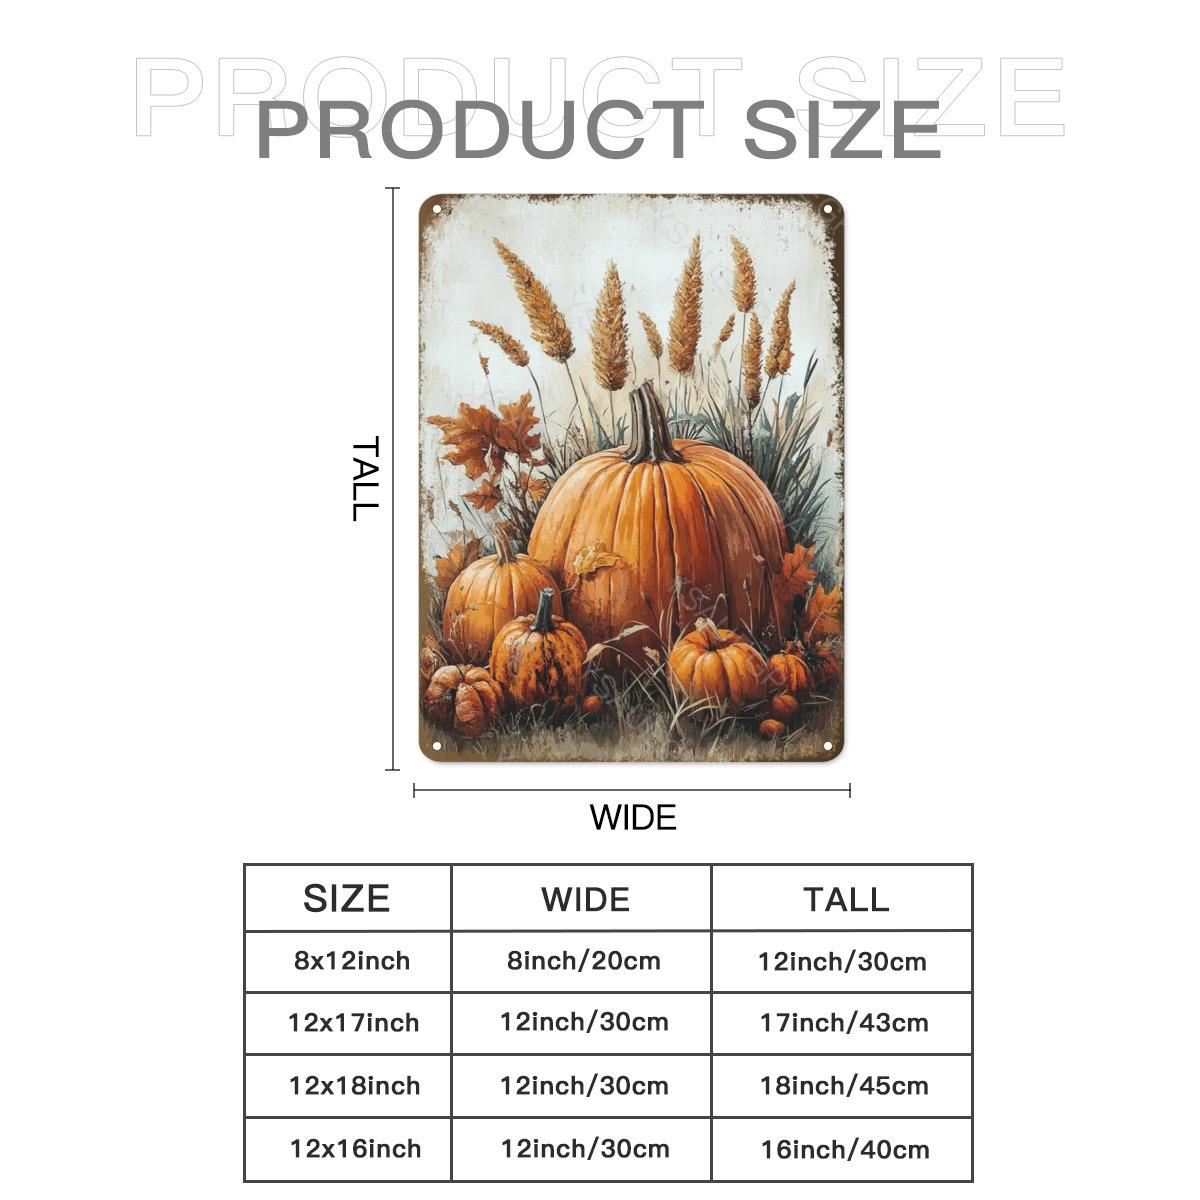 PRODUCT SIZE
PRODUCT SIZE
TALL
WIDE
SIZE WIDE TALL
8x12inch 8inch/20cm 12inch/30cm
12x17inch 12inch/30cm 17inch/43cm
12x18inch 12inch/30cm 18inch/45cm
12x16inch 12inch/30cm 16inch/40cm